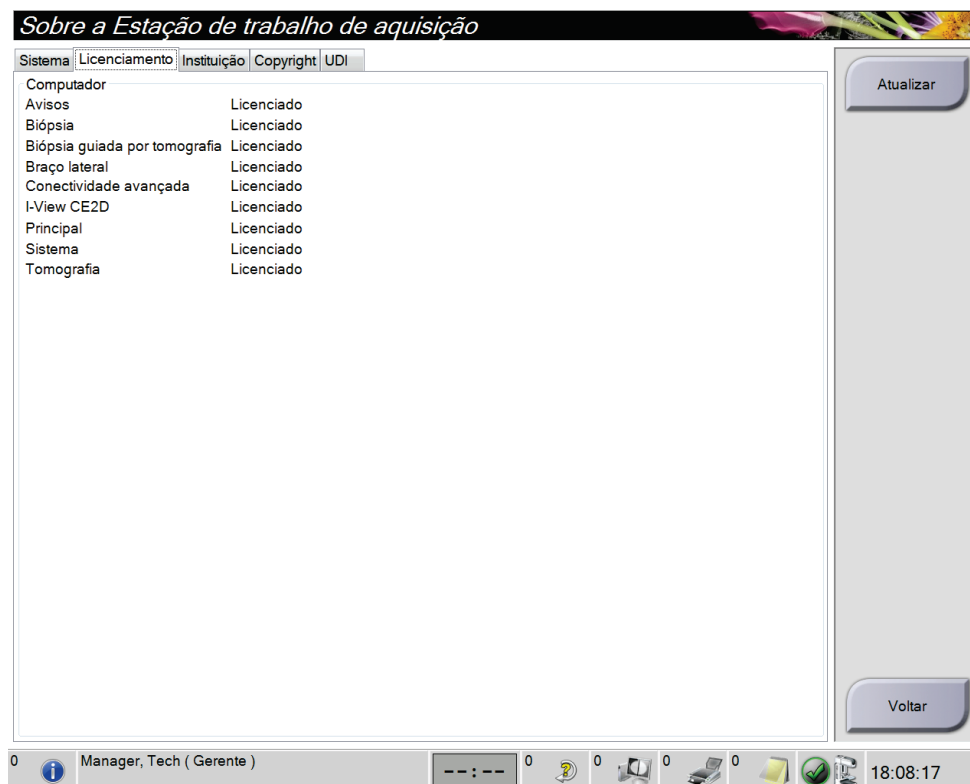 Sobre a Estação de trabalho de aquisição
Sistema Licenciamento Instituição Copyright UDI
Atualizar
Computador
Avisos Licenciado
Biópsia Licenciado
Biópsia guiada por tomografia Licenciado
Braço lateral Licenciado
Conectividade avançada Licenciado
I-View CE2D Licenciado
Principal Licenciado
Sistema Licenciado
Tomografia Licenciado
Voltar
0 Manager, Tech ( Gerente ) --:-- 0 0 0 0 18:08:17